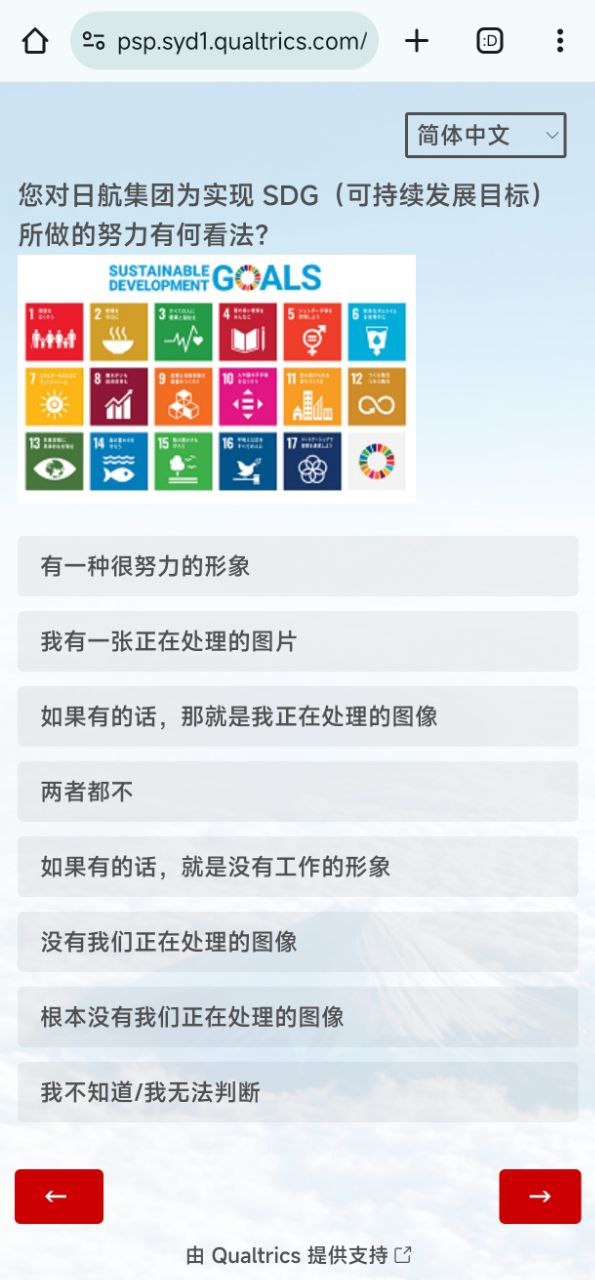 psp.syd1.qualtrics.com/
:D
简体中文
您对日航集团为实现 SDG（可持续发展目标）
所做的努力有何看法?
SUSTAINABLE
DEVELOPMENT GOALS
1
2
3
4
5
6
7
8
9
10
11
12
13
14
15
16
17
有一种很努力的形象
我有一张正在处理的图片
如果有的话，那就是我正在处理的图像
两者都不
如果有的话，就是没有工作的形象
没有我们正在处理的图像
根本没有我们正在处理的图像
我不知道/我无法判断
由 Qualtrics 提供支持